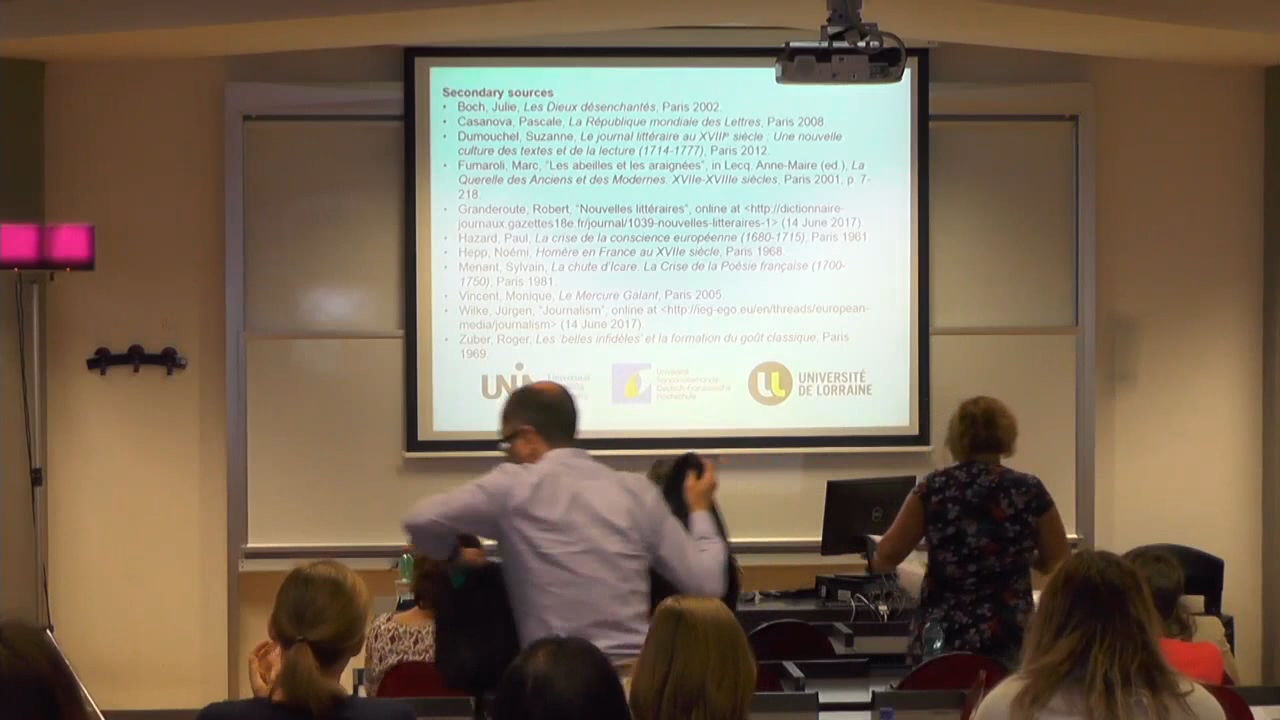 Secondary sources
• Boch, Julie, Les Dieux désenchantés, Paris 2002.
• Casanova, Pascale, La République mondiale des Lettres, Paris 2008.
• Dumouchel, Suzanne, Le journal littéraire au XVIIIe siècle : Une nouvelle
culture des textes et de la lecture (1714-1777), Paris 2012.
• Fumaroli, Marc, "Les abeilles et les araignées", in Lecq, Anne-Maire (ed.), La
Querelle des Anciens et des Modernes. XVIIe-XVIIIe siècles, Paris 2001, p. 7-
218.
• Granderoute, Robert, "Nouvelles littéraires", online at <http://dictionnaire-
journaux.gazettes18e.fr/journal/1039-nouvelles-litteraires-1> (14 June 2017).
• Hazard, Paul, La crise de la conscience européenne (1680-1715), Paris 1961
• Hepp, Noémi, Homère en France au XVIIe siècle, Paris 1968.
• Menant, Sylvain, La chute d'Icare. La Crise de la Poésie française (1700-
1750), Paris 1981.
• Vincent, Monique, Le Mercure Galant, Paris 2005.
• Wilke, Jürgen, "Journalism", online at <http://ieg-ego.eu/en/threads/european-
media/journalism> (14 June 2017)
• Zuber, Roger, Les 'belles infidèles' et la formation du goût classique, Paris
1969.
Université
franco-allemande
Deutsch-Französische
Hochschule
UNIVERSITÉ
DE LORRAINE
DELL